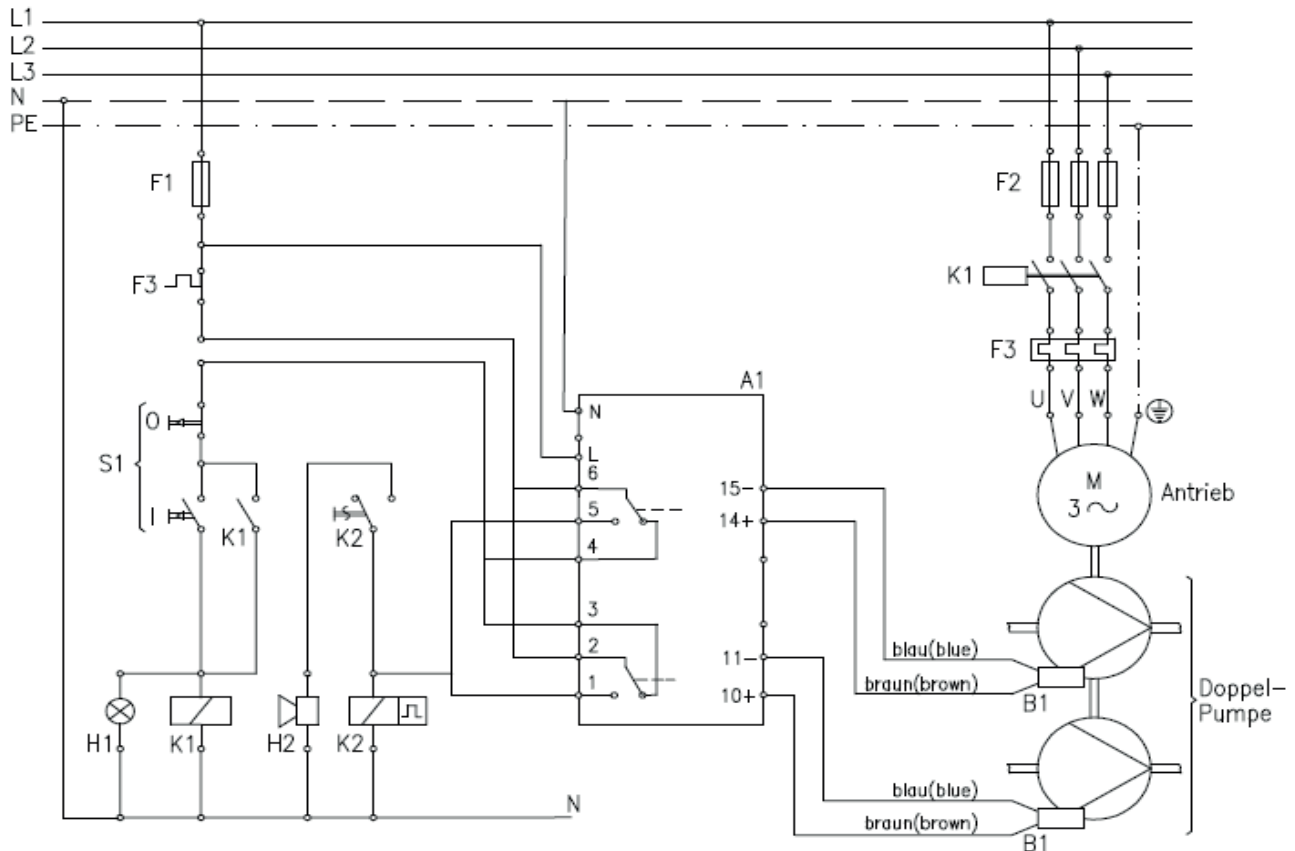 L1
L2
L3
N
PE
F1
F2
F3
K1
F3
A1
U V W
N
L
6
5
4
3
2
1
15-
14+
11-
10+
S1
O
I
K1
K2
M
3~
Antrieb
blau(blue)
braun(brown)
B1
Doppel-
Pumpe
H1
K1
H2
K2
N
blau(blue)
braun(brown)
B1